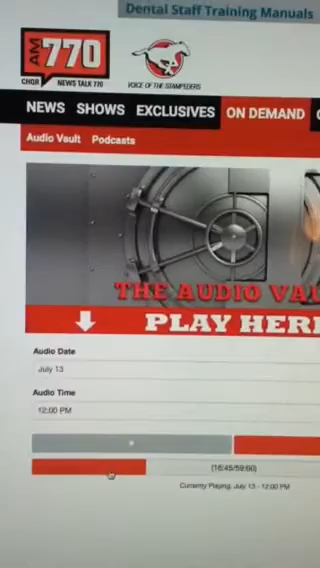 Dental Staff Training Manuals
AM 770
CHQR NEWS TALK 770
VOICE OF THE STAMPEDERS
NEWS SHOWS EXCLUSIVES ON DEMAND
Audio Vault Podcasts
THE AUDIO VAU
PLAY HERE
Audio Date
July 13
Audio Time
12:00 PM
(16:45/59:60)
Currently Playing: July 13 - 12:00 PM